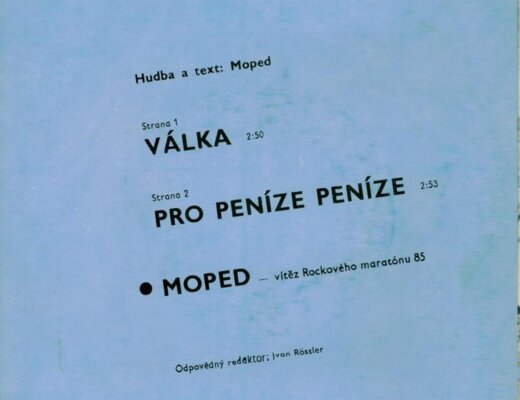 Hudba a text: Moped
Strana 1
VÁLKA 2:50
Strana 2
PRO PENÍZE PENÍZE 2:53
● MOPED — vítěz Rockového maratónu 85
Odpovědný redaktor: Ivan Rössler